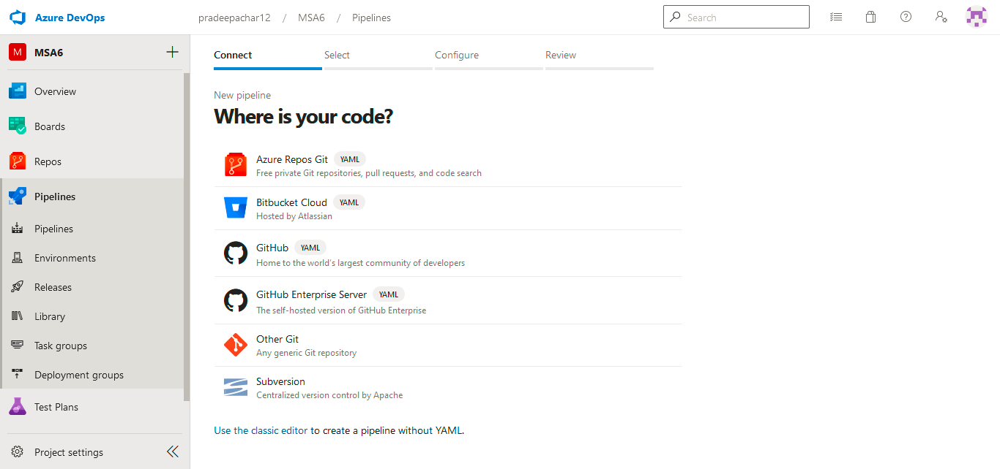 Azure DevOps
pradeepachar12 / MSA6 / Pipelines
Search
M MSA6
Overview
Boards
Repos
Pipelines
Pipelines
Environments
Releases
Library
Task groups
Deployment groups
Test Plans
Project settings
Connect Select Configure Review
New pipeline
Where is your code?
Azure Repos Git YAML
Free private Git repositories, pull requests, and code search
Bitbucket Cloud YAML
Hosted by Atlassian
GitHub YAML
Home to the world's largest community of developers
GitHub Enterprise Server YAML
The self-hosted version of GitHub Enterprise
Other Git
Any generic Git repository
Subversion
Centralized version control by Apache
Use the classic editor to create a pipeline without YAML.